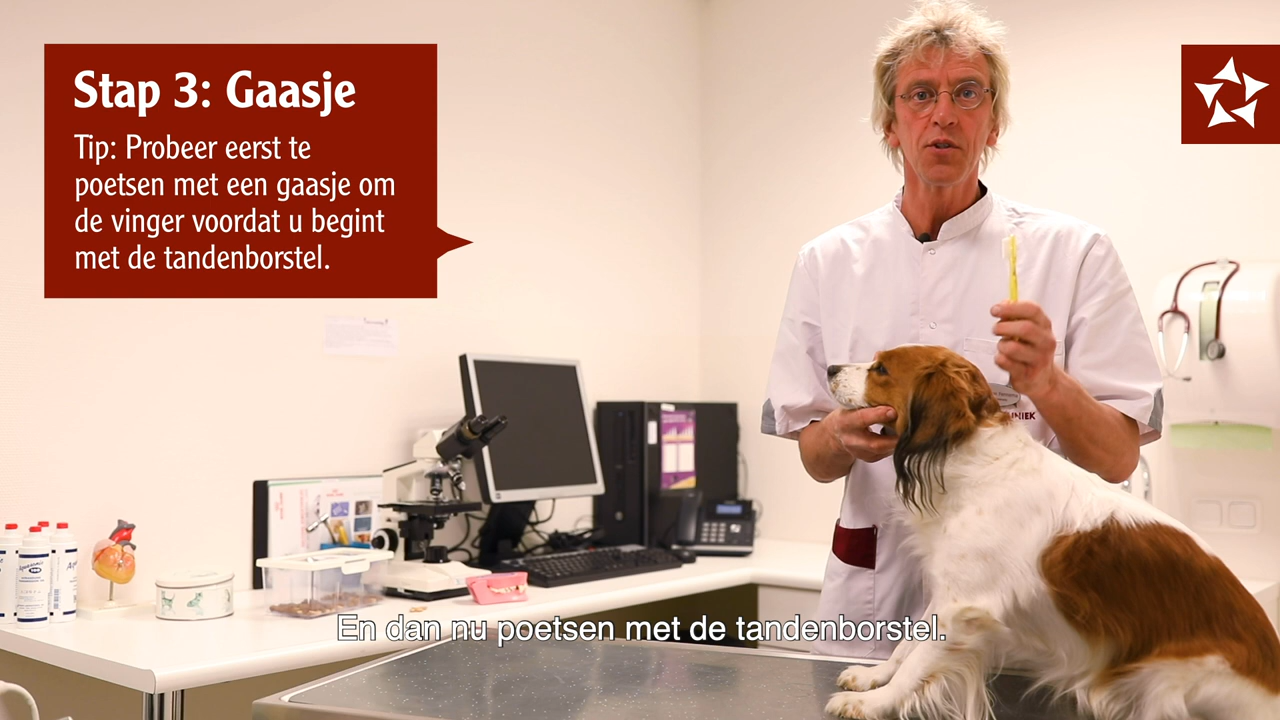 Stap 3: Gaasje
Tip: Probeer eerst te
poetsen met een gaasje om
de vinger voordat u begint
met de tandenborstel.
NIEK
En dan nu poetsen met de tandenborstel.